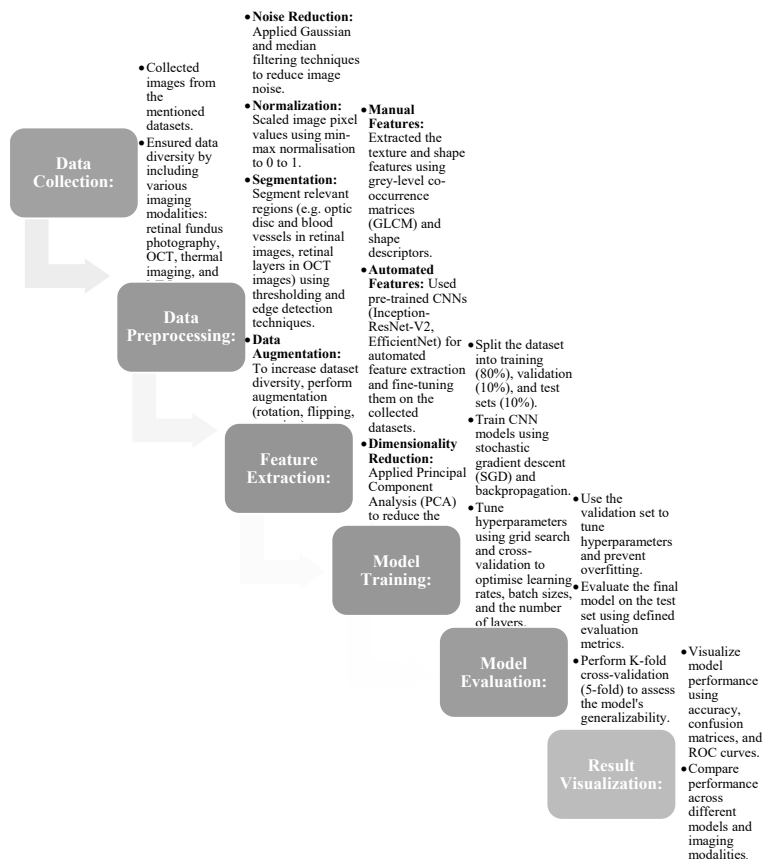 Data
Collection:
•Collected
images from
the
mentioned
datasets.
•Ensured data
diversity by
including
various
imaging
modalities:
retinal fundus
photography,
OCT, thermal
imaging, and
Data
Preprocessing:
•Noise Reduction:
Applied Gaussian
and median
filtering techniques
to reduce image
noise.
•Normalization:
Scaled image pixel
values using min-
max normalisation
to 0 to 1.
•Segmentation:
Segment relevant
regions (e.g. optic
disc and blood
vessels in retinal
images, retinal
layers in OCT
images) using
thresholding and
edge detection
techniques.
•Data
Augmentation:
To increase dataset
diversity, perform
augmentation
(rotation, flipping,
Feature
Extraction:
•Manual
Features:
Extracted the
texture and shape
features using
grey-level co-
occurrence
matrices
(GLCM) and
shape
descriptors.
•Automated
Features: Used
pre-trained CNNs
(Inception-
ResNet-V2,
EfficientNet) for
automated
feature extraction
and fine-tuning
them on the
collected
datasets.
•Dimensionality
Reduction:
Applied Principal
Component
Analysis (PCA)
to reduce the
Model
Training:
•Split the dataset
into training
(80%), validation
(10%), and test
sets (10%).
•Train CNN
models using
stochastic
gradient descent
(SGD) and
backpropagation.
•Tune
hyperparameters
using grid search
and cross-
validation to
optimise learning
rates, batch sizes,
and the number
of layers.
Model
Evaluation:
•Use the
validation set to
tune
hyperparameters
and prevent
overfitting.
•Evaluate the final
model on the test
set using defined
evaluation
metrics.
•Perform K-fold
cross-validation
(5-fold) to assess
the model's
generalizability.
Result
Visualization:
•Visualize
model
performance
using
accuracy,
confusion
matrices, and
ROC curves.
•Compare
performance
across
different
models and
imaging
modalities.